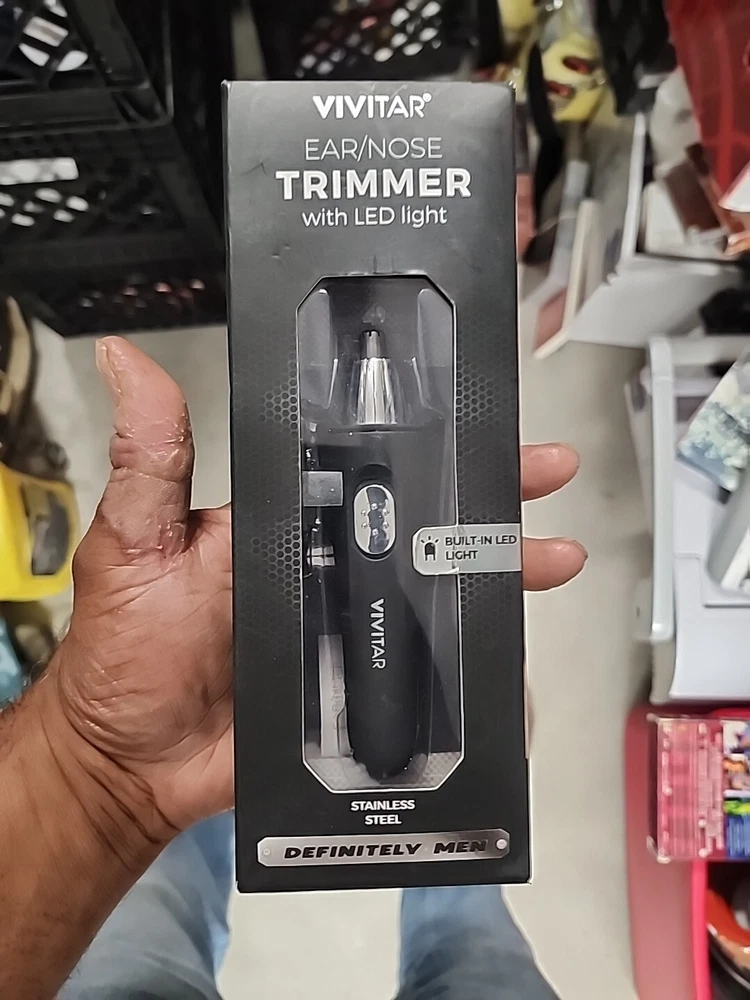 VIVITAR®
EAR/NOSE
TRIMMER
with LED light
BUILT-IN LED
LIGHT
VIVITAR
STAINLESS
STEEL
DEFINITELY MEN